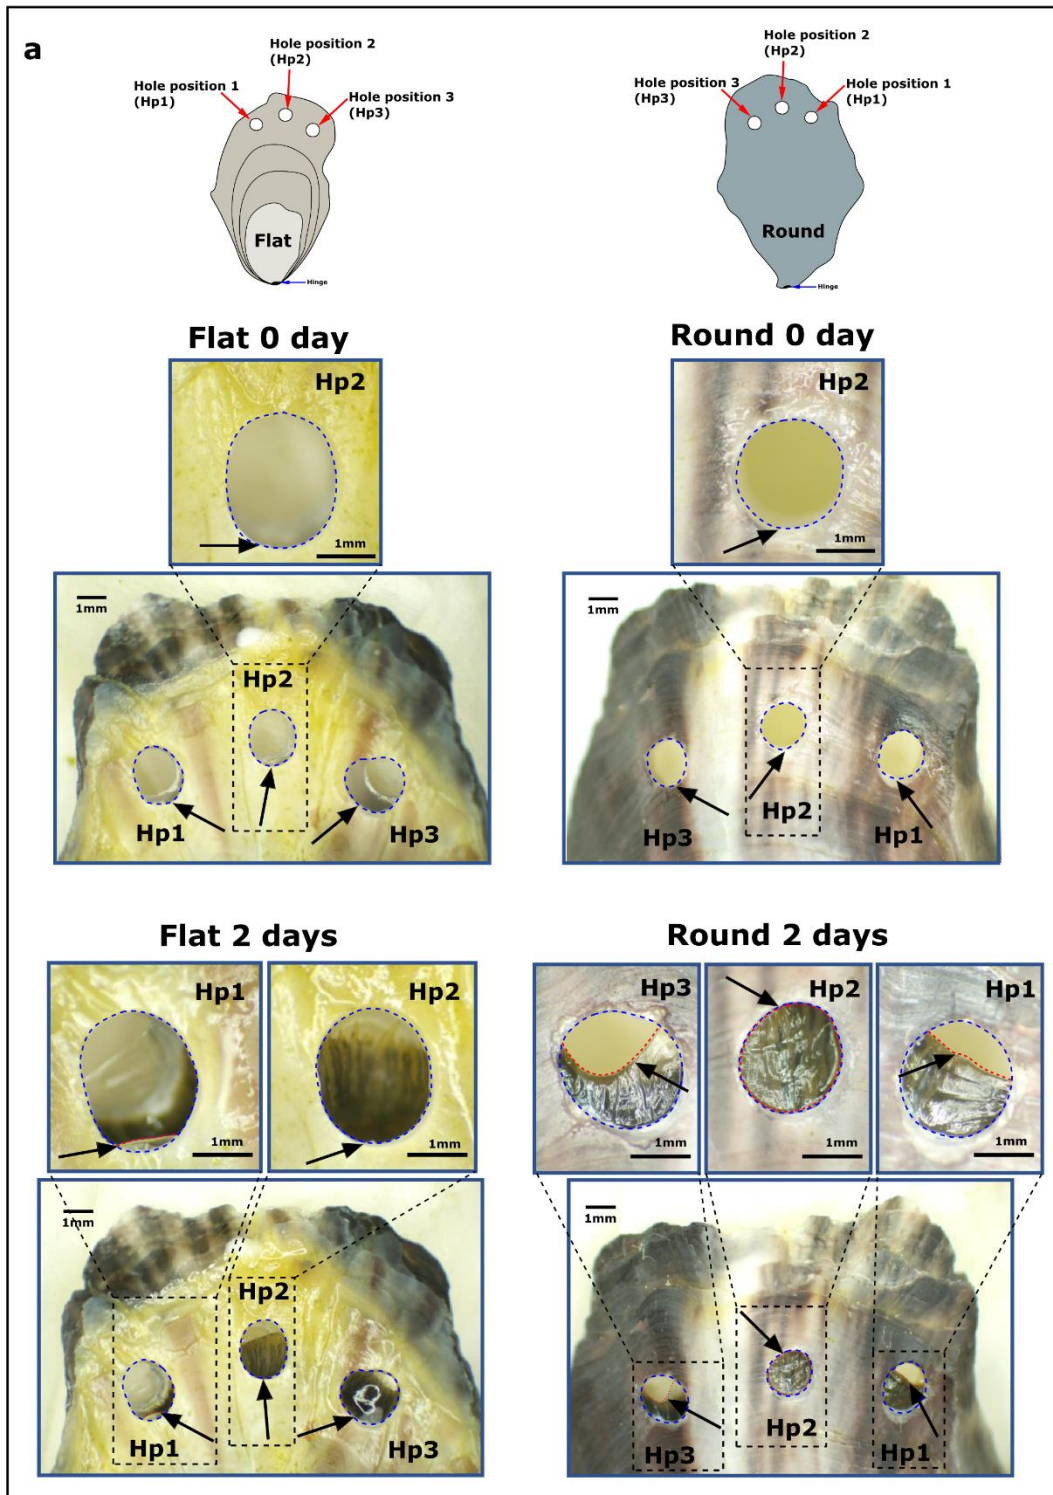 a
Hole position 1
(Hp1)
Hole position 2
(Hp2)
Hole position 3
(Hp3)
Flat
Hinge
Hole position 3
(Hp3)
Hole position 2
(Hp2)
Hole position 1
(Hp1)
Round
Hinge
Flat 0 day
Hp2
1mm
1mm
Hp2
Hp1
Hp3
Round 0 day
Hp2
1mm
1mm
Hp3
Hp2
Hp1
Flat 2 days
Hp1
1mm
Hp2
1mm
1mm
Hp2
Hp1
Hp3
Round 2 days
Hp3
1mm
Hp2
1mm
Hp1
1mm
1mm
Hp3
Hp2
Hp1